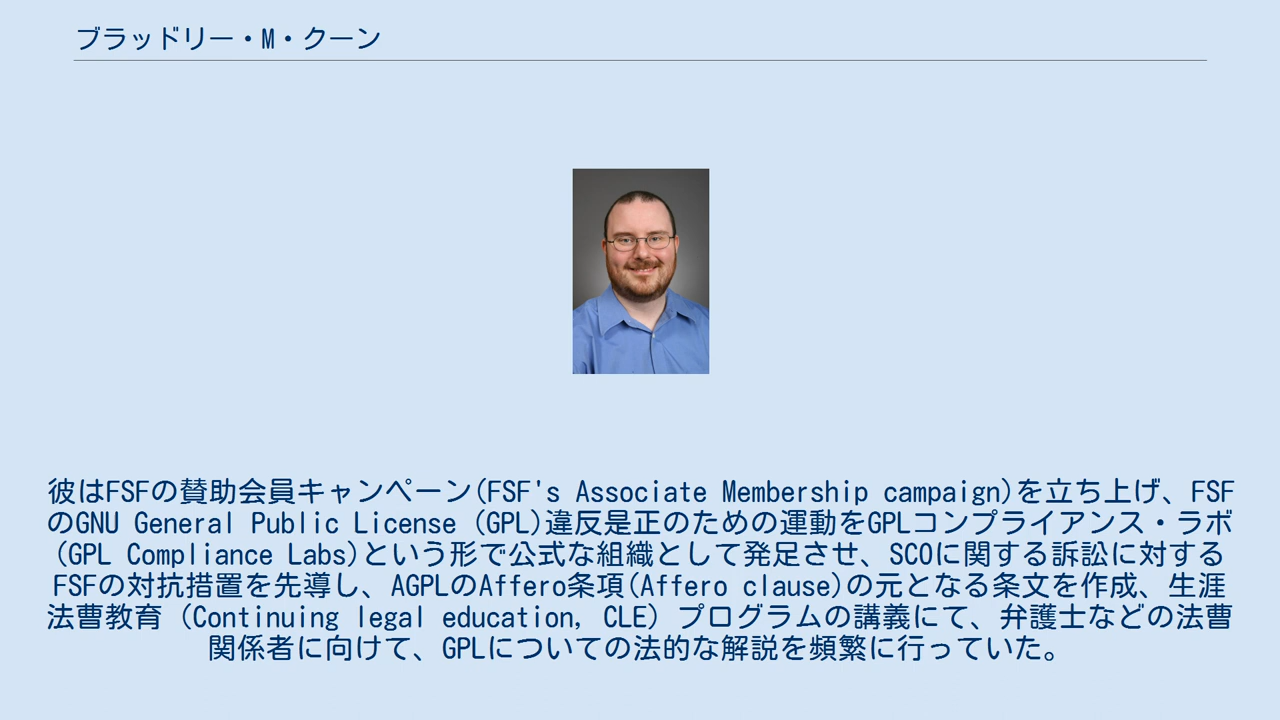 ブラッドリー・M・クーン
彼はFSFの賛助会員キャンペーン(FSF's Associate Membership campaign)を立ち上げ、FSF
のGNU General Public License (GPL)違反是正のための運動をGPLコンプライアンス・ラボ
(GPL Compliance Labs)という形で公式な組織として発足させ、SCOに関する訴訟に対する
FSFの対抗措置を先導し、AGPLのAffero条項(Affero clause)の元となる条文を作成、生涯
法曹教育 (Continuing legal education, CLE) プログラムの講義にて、弁護士などの法曹
関係者に向けて、GPLについての法的な解説を頻繁に行っていた。